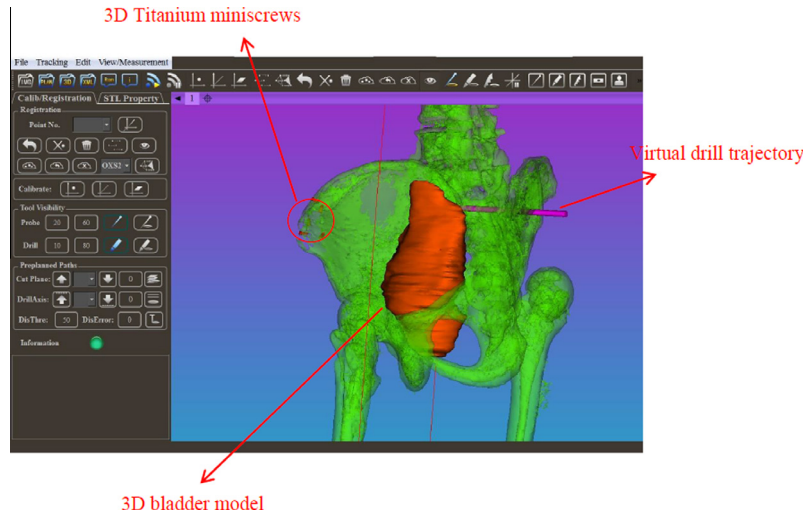 3D Titanium miniscrews
File Tracking Edit View/Measurement
Calib/Registration STL Property
1
Registration
Point No.
OXS2
Virtual drill trajectory
Calibrate:
Tool Visibility
Probe 20 60
Drill 10 80
Preplanned Paths
Cut Plane: 0
DrillAxis: 0
DisThre: 50 DisError: 0
Information
3D bladder model